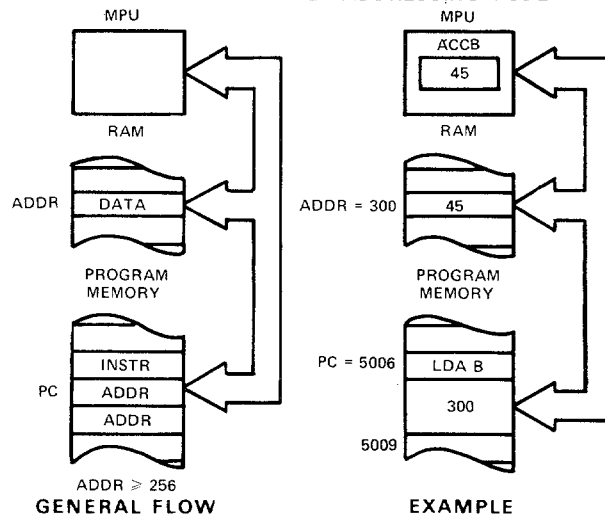 MPU
RAM
ADDR
DATA
PROGRAM
MEMORY
PC
INSTR
ADDR
ADDR
ADDR ⩾ 256
GENERAL FLOW
MPU
ACCB
45
RAM
ADDR = 300
45
PROGRAM
MEMORY
PC = 5006
LDA B
300
5009
EXAMPLE